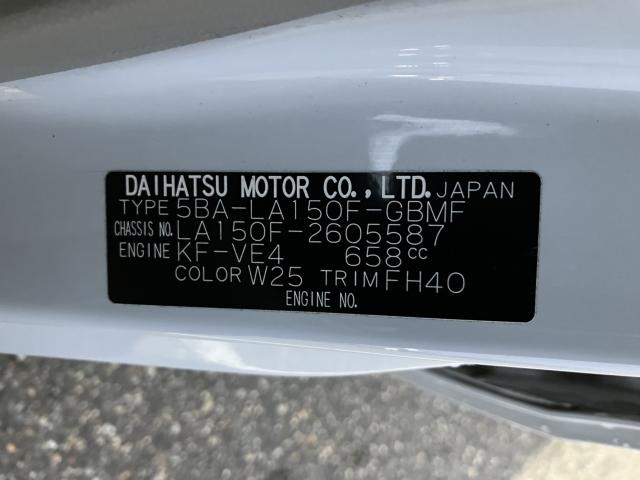 DAIHATSU MOTOR CO., LTD. JAPAN
TYPE 5BA-LA150F-GBMF
CHASSIS NO. LA150F-2605587
ENGINE KF-VE4 658cc
COLOR W25 TRIM FH40
ENGINE NO.